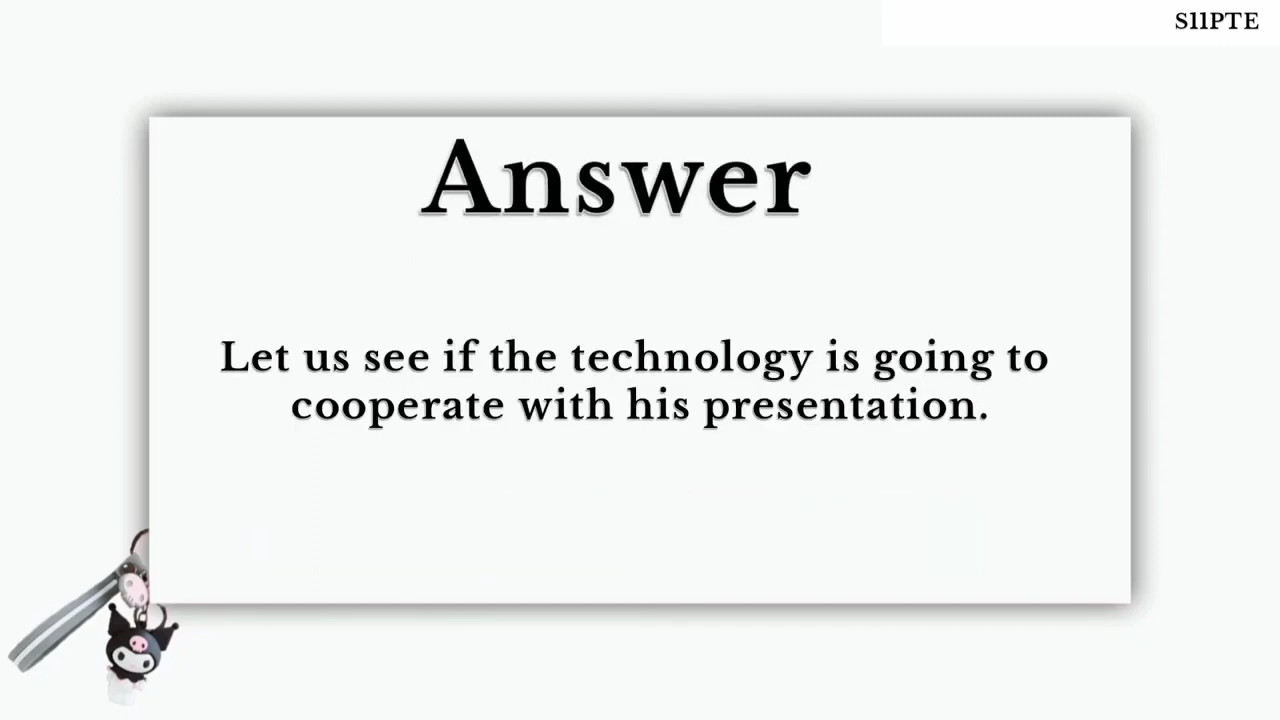 S11PTE
Answer
Let us see if the technology is going to
cooperate with his presentation.